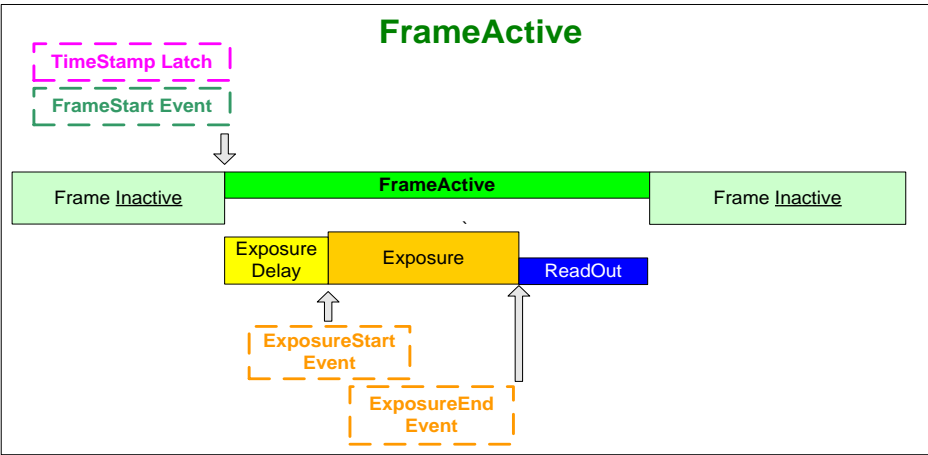 FrameActive
TimeStamp Latch
FrameStart Event
Frame Inactive
FrameActive
Frame Inactive
`
Exposure
Delay
Exposure
ReadOut
ExposureStart
Event
ExposureEnd
Event